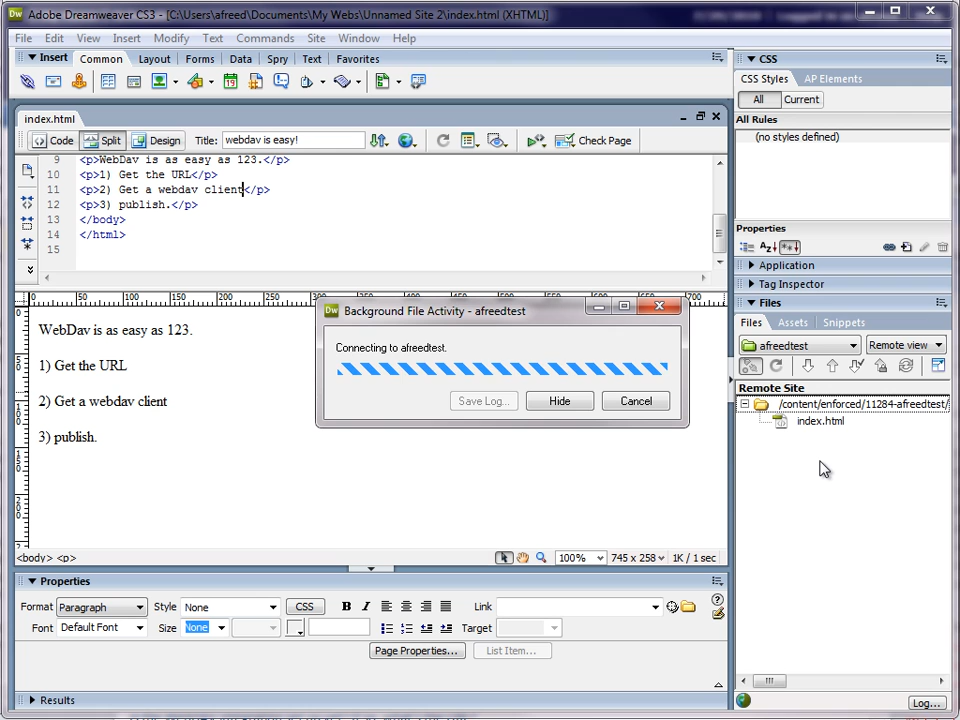 Adobe Dreamweaver CS3 - [C:\Users\afreed\Documents\My Webs\Unnamed Site 2\index.html (XHTML)]
File Edit View Insert Modify Text Commands Site Window Help
Insert Common Layout Forms Data Spry Text Favorites
index.html
Code Split Design Title: webdav is easy! Check Page
9 <p>WebDav is as easy as 123.</p>
10 <p>1) Get the URL</p>
11 <p>2) Get a webdav client</p>
12 <p>3) publish.</p>
13 </body>
14 </html>
15
0 50 100 150 200 250 700
WebDav is as easy as 123.
1) Get the URL
2) Get a webdav client
3) publish.
Background File Activity - afreedtest
Connecting to afreedtest.
Save Log... Hide Cancel
<body> <p> 100% 745 x 258 1K / 1 sec
Properties
Format Paragraph Style None CSS B I Link
Font Default Font Size None Target
Page Properties... List Item...
Results
CSS
CSS Styles AP Elements
All Current
All Rules
(no styles defined)
Properties
Az
Application
Tag Inspector
Files
Files Assets Snippets
afreedtest Remote view
Remote Site
/content/enforced/11284-afreedtest/
index.html
Log...